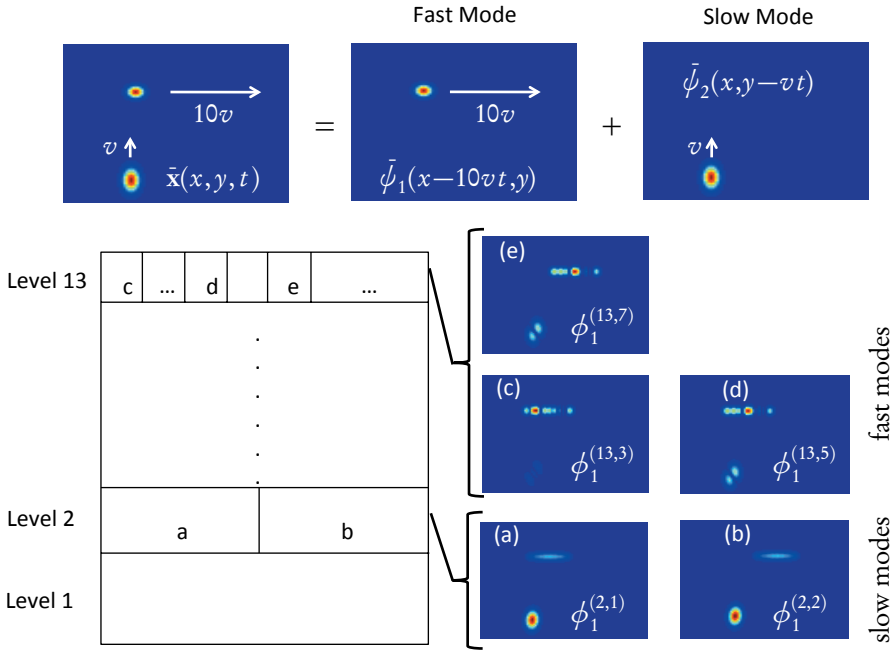 Fast Mode
Slow Mode
10v
v
x̄(x,y,t)
=
10v
ψ̄₁(x−10vt,y)
+
ψ̄₂(x,y−vt)
v
Level 13
c
...
d
e
...
.
.
.
.
.
.
Level 2
a
b
Level 1
(e)
ϕ₁^(13,7)
(c)
ϕ₁^(13,3)
(d)
ϕ₁^(13,5)
fast modes
(a)
ϕ₁^(2,1)
(b)
ϕ₁^(2,2)
slow modes